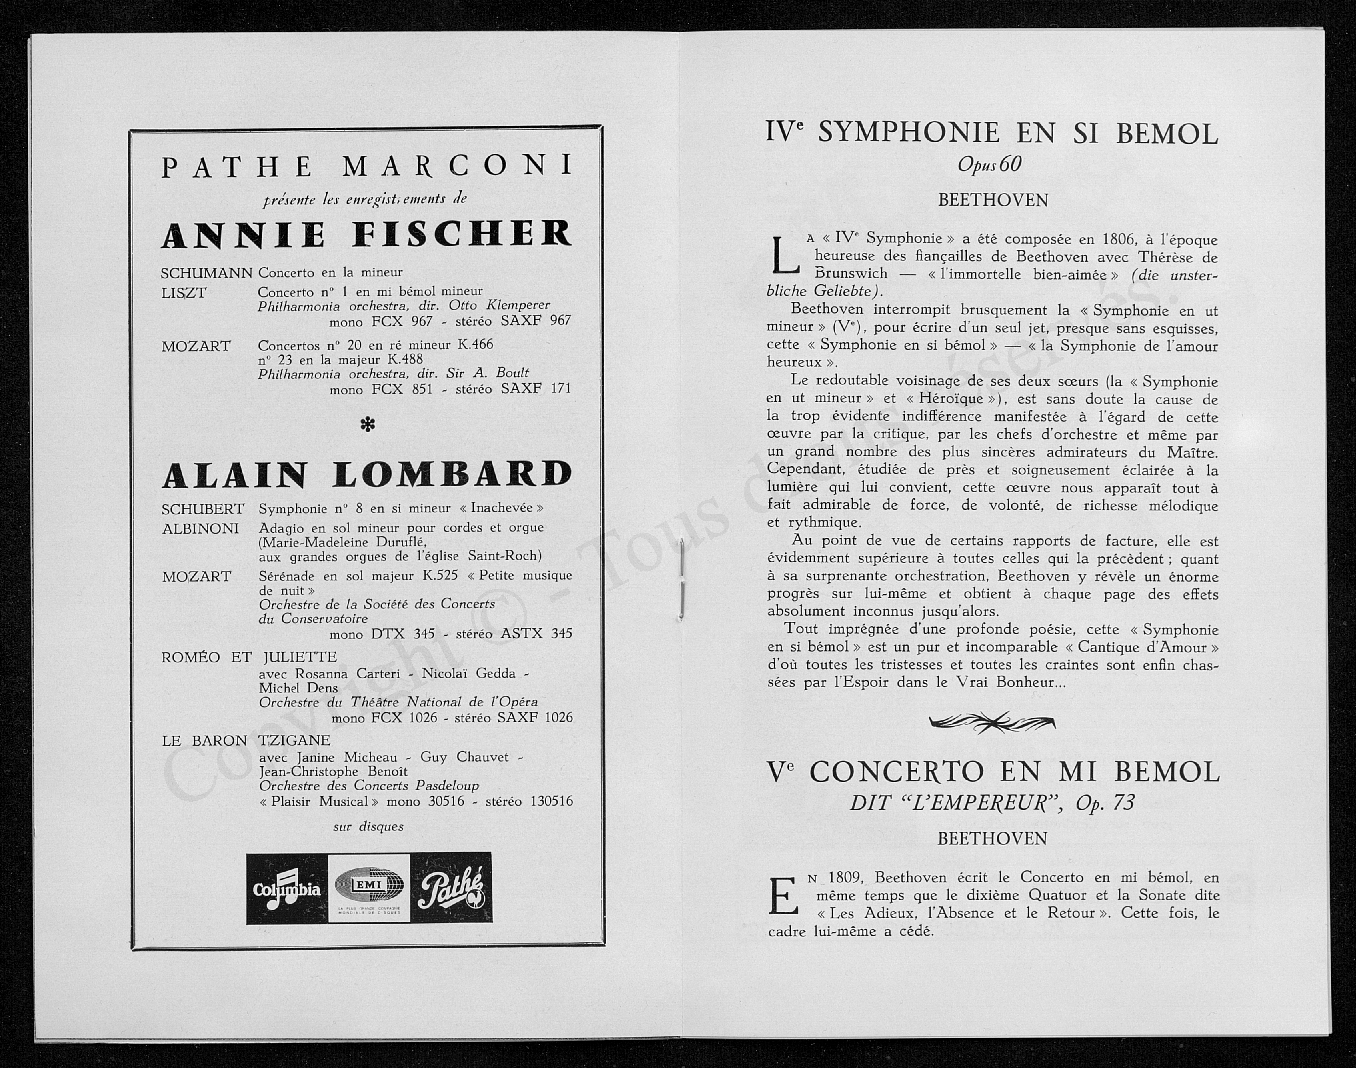 PATHE MARCONI
présente les enregistrements de
ANNIE FISCHER
SCHUMANN Concerto en la mineur
LISZT Concerto n° 1 en mi bémol mineur
Philharmonia orchestra, dir. Otto Klemperer
mono FCX 967 - stéréo SAXF 967
MOZART Concertos n° 20 en ré mineur K.466
n° 23 en la majeur K.488
Philharmonia orchestra, dir. Sir A. Boult
mono FCX 851 - stéréo SAXF 171
*
ALAIN LOMBARD
SCHUBERT Symphonie n° 8 en si mineur « Inachevée »
ALBINONI Adagio en sol mineur pour cordes et orgue
(Marie-Madeleine Duruflé,
aux grandes orgues de l'église Saint-Roch)
MOZART Sérénade en sol majeur K.525 « Petite musique
de nuit »
Orchestre de la Société des Concerts
du Conservatoire
mono DTX 345 - stéréo ASTX 345
ROMÉO ET JULIETTE
avec Rosanna Carteri - Nicolaï Gedda -
Michel Dens
Orchestre du Théâtre National de l'Opéra
mono FCX 1026 - stéréo SAXF 1026
LE BARON TZIGANE
avec Janine Micheau - Guy Chauvet -
Jean-Christophe Benoit
Orchestre des Concerts Pasdeloup
« Plaisir Musical » mono 30516 - stéréo 130516
sur disques
Columbia
EMI
LA PLUS GRANDE COMPAGNIE
MONDIALE DE DISQUES
Pathé
IVe SYMPHONIE EN SI BEMOL
Opus 60
BEETHOVEN
LA « IVe Symphonie » a été composée en 1806, à l'époque
heureuse des fiançailles de Beethoven avec Thérèse de
Brunswich — « l'immortelle bien-aimée » (die unster-
bliche Geliebte).
Beethoven interrompit brusquement la « Symphonie en ut
mineur » (Ve), pour écrire d'un seul jet, presque sans esquisses,
cette « Symphonie en si bémol » — « la Symphonie de l'amour
heureux ».
Le redoutable voisinage de ses deux sœurs (la « Symphonie
en ut mineur » et « Héroïque »), est sans doute la cause de
la trop évidente indifférence manifestée à l'égard de cette
œuvre par la critique, par les chefs d'orchestre et même par
un grand nombre des plus sincères admirateurs du Maître.
Cependant, étudiée de près et soigneusement éclairée à la
lumière qui lui convient, cette œuvre nous apparaît tout à
fait admirable de force, de volonté, de richesse mélodique
et rythmique.
Au point de vue de certains rapports de facture, elle est
évidemment supérieure à toutes celles qui la précèdent ; quant
à sa surprenante orchestration, Beethoven y révèle un énorme
progrès sur lui-même et obtient à chaque page des effets
absolument inconnus jusqu'alors.
Tout imprégnée d'une profonde poésie, cette « Symphonie
en si bémol » est un pur et incomparable « Cantique d'Amour »
d'où toutes les tristesses et toutes les craintes sont enfin chas-
sées par l'Espoir dans le Vrai Bonheur...
Ve CONCERTO EN MI BEMOL
DIT "L'EMPEREUR", Op. 73
BEETHOVEN
EN 1809, Beethoven écrit le Concerto en mi bémol, en
même temps que le dixième Quatuor et la Sonate dite
« Les Adieux, l'Absence et le Retour ». Cette fois, le
cadre lui-même a cédé.
Copyright © - Tous droits réservés.